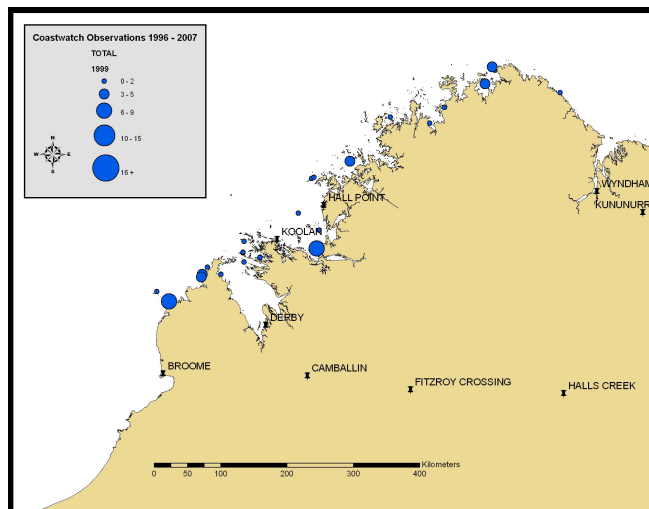 Coastwatch Observations 1996 - 2007
TOTAL
1999
0 - 2
3 - 5
6 - 9
10 - 15
16 +
N
W E
S
WYNDHAM
KUNUNURR
HALL POINT
KOOLAN
DERBY
BROOME
CAMBALLIN
FITZROY CROSSING
HALLS CREEK
Kilometers
0 50 100 200 300 400